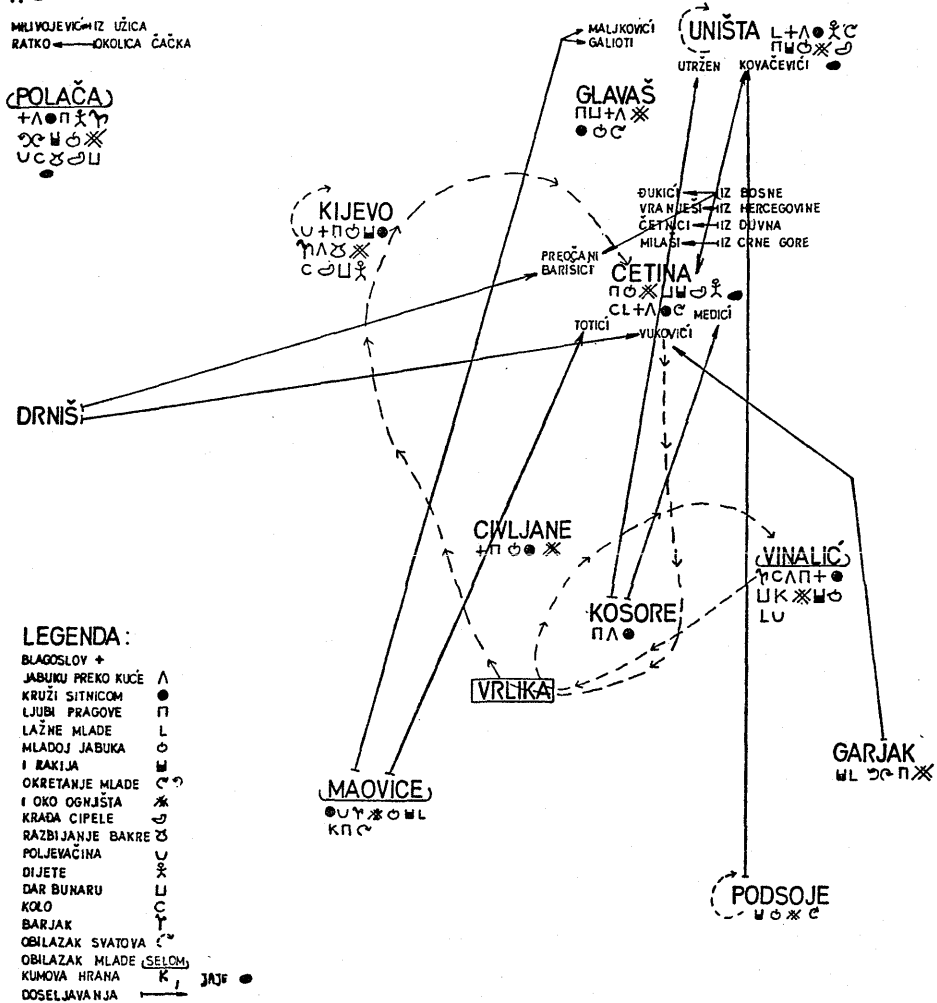 MILIVOJEVIĆ IZ UŽICA
RATKO OKOLICA ČAČKA
POLAČA
MALJKOVIĆI
GALIOTI
UNIŠTA
UTRŽEN KOVAČEVIĆI
GLAVAŠ
KIJEVO
ĐUKIĆI IZ BOSNE
VRANJEŠI IZ HERCEGOVINE
ČETNICI IZ DUVNA
MILAŠI IZ CRNE GORE
PREOČANI
BARIŠIĆI
CETINA
TOTIĆI
MEDIĆI
VUKOVIĆI
DRNIŠ
CIVLJANE
VINALIĆ
KOSORE
VRLIKA
GARJAK
MAOVICE
PODSOJE
LEGENDA:
BLAGOSLOV +
JABUKU PREKO KUĆE Λ
KRUŽI SITNICOM ●
LJUBI PRAGOVE Π
LAŽNE MLADE L
MLADOJ JABUKA
I RAKIJA
OKRETANJE MLADE
I OKO OGNJIŠTA
KRAĐA CIPELE
RAZBIJANJE BAKRE
POLJEVAČINA ∪
DIJETE
DAR BUNARU ⊔
KOLO C
BARJAK
OBILAZAK SVATOVA
OBILAZAK MLADE SELOM
KUMOVA HRANA K, JAJE
DOSELJAVANJA